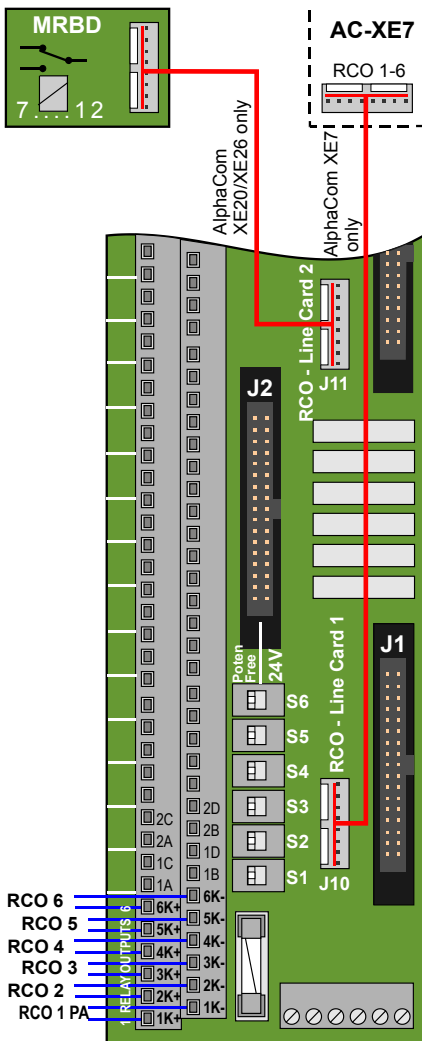 MRBD
7 . . . . 1 2
AC-XE7
RCO 1-6
AlphaCom
XE20/XE26 only
AlphaCom XE7
only
RCO - Line Card 2
J11
J2
Poten
Free
24V
S6
S5
S4
S3
S2
S1
RCO - Line Card 1
J10
J1
2C
2A
1C
1A
2D
2B
1D
1B
6K+
5K+
4K+
3K+
2K+
1K+
6K-
5K-
4K-
3K-
2K-
1K-
1 RELAY OUTPUTS 6
RCO 6
RCO 5
RCO 4
RCO 3
RCO 2
RCO 1 PA